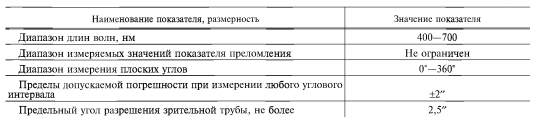 Наименование показателя, размерность
Значение показателя
Диапазон длин волн, нм
400—700
Диапазон измеряемых значений показателя преломления
Не ограничен
Диапазон измерения плоских углов
0°—360°
Пределы допускаемой погрешности при измерении любого углового
интервала
±2″
Предельный угол разрешения зрительной трубы, не более
2,5″